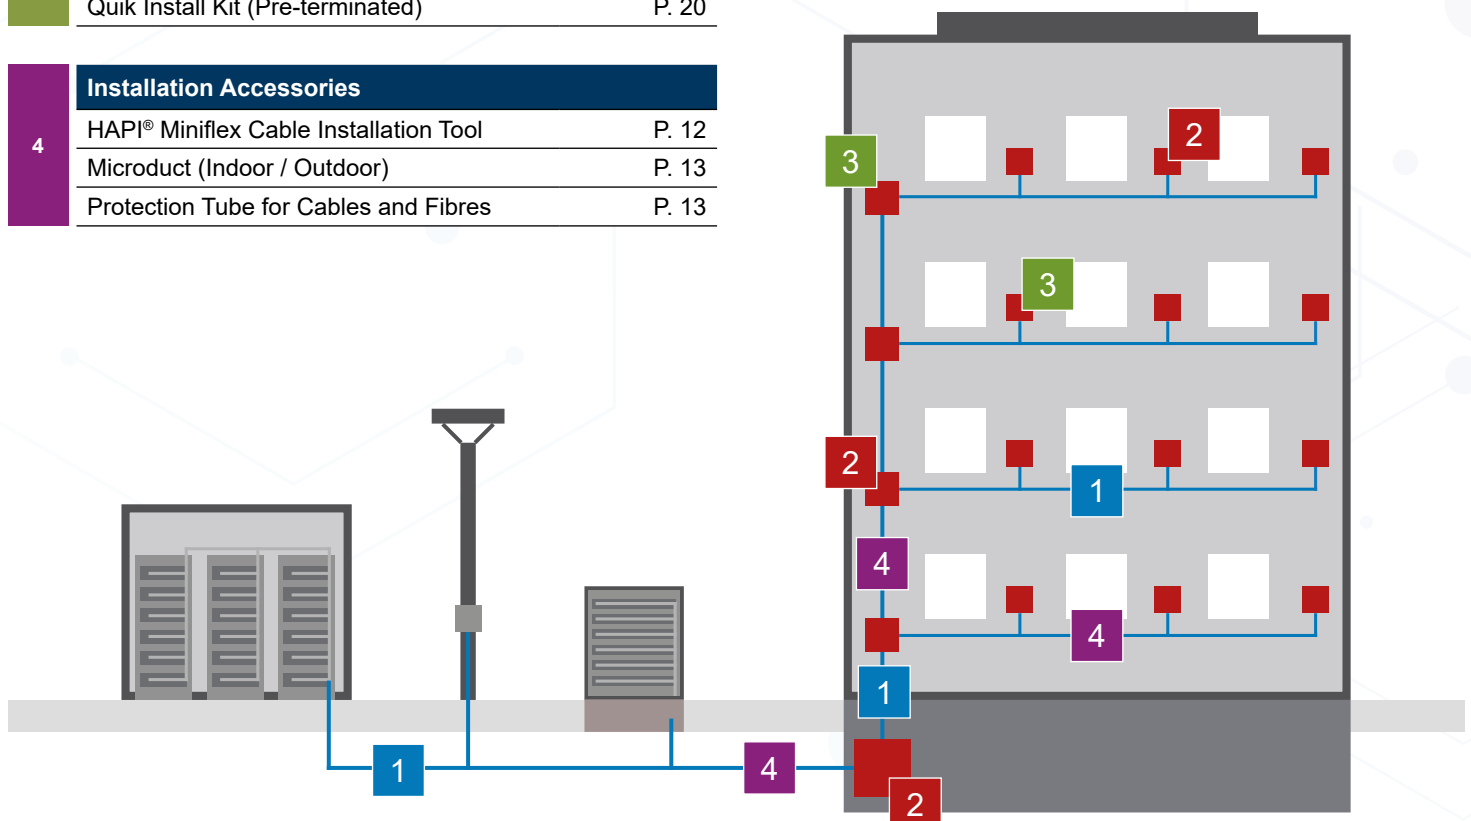 Quik Install Kit (Pre-terminated) P. 20
Installation Accessories
4
HAPI® Miniflex Cable Installation Tool P. 12
Microduct (Indoor / Outdoor) P. 13
Protection Tube for Cables and Fibres P. 13
2
3
3
2
1
4
4
1
1
4
2